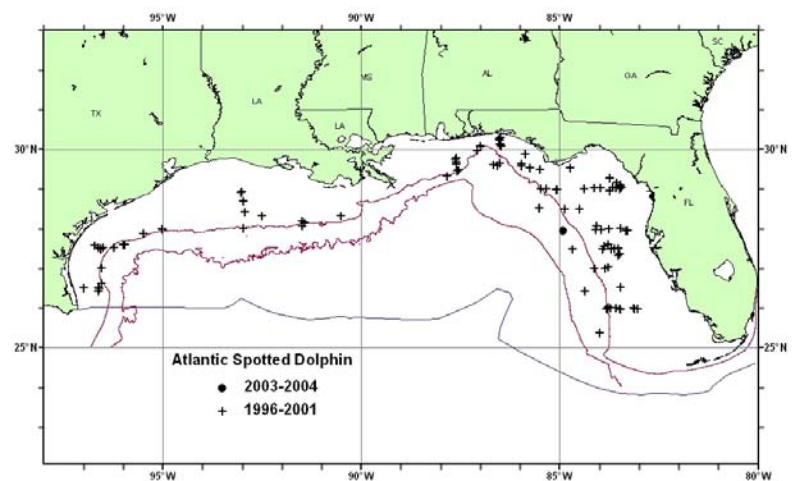 95°W 90°W 85°W
SC
MS AL GA
LA
TX
LA
30°N 30°N
FL
25°N 25°N
Atlantic Spotted Dolphin
2003-2004
1996-2001
95°W 90°W 85°W 80°W